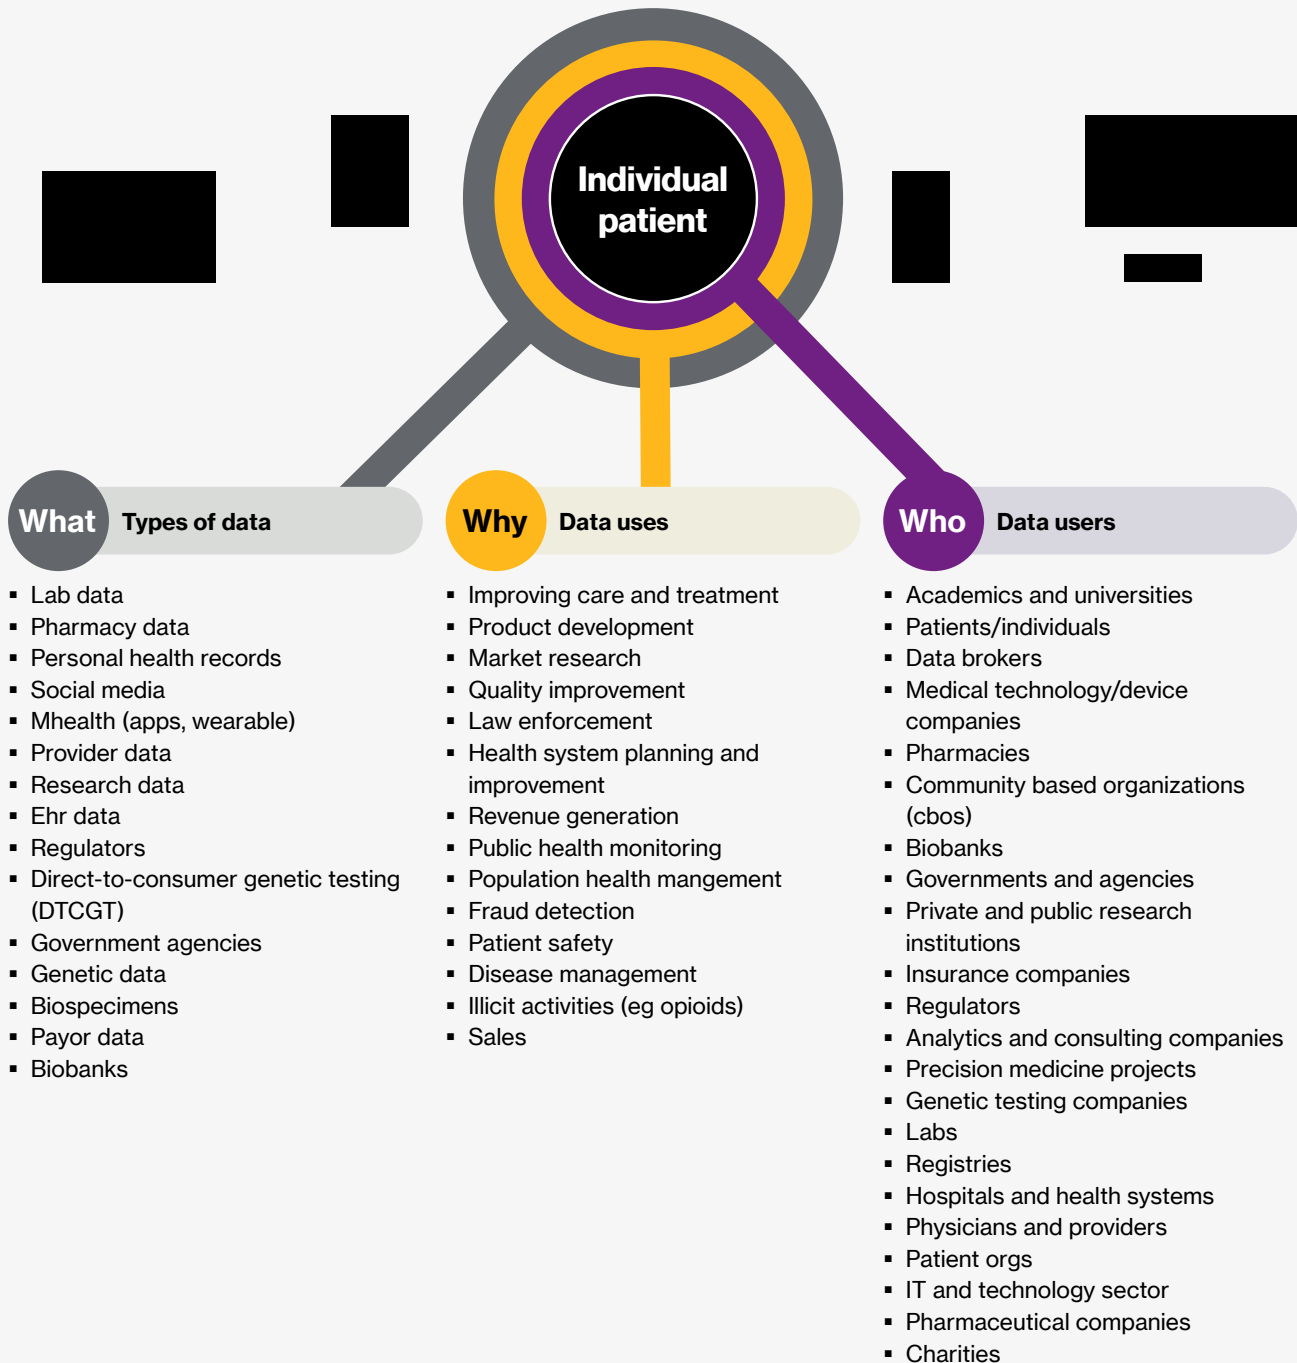 Individual
patient
What
Types of data
▪ Lab data
▪ Pharmacy data
▪ Personal health records
▪ Social media
▪ Mhealth (apps, wearable)
▪ Provider data
▪ Research data
▪ Ehr data
▪ Regulators
▪ Direct-to-consumer genetic testing
(DTCGT)
▪ Government agencies
▪ Genetic data
▪ Biospecimens
▪ Payor data
▪ Biobanks
Why
Data uses
▪ Improving care and treatment
▪ Product development
▪ Market research
▪ Quality improvement
▪ Law enforcement
▪ Health system planning and
improvement
▪ Revenue generation
▪ Public health monitoring
▪ Population health mangement
▪ Fraud detection
▪ Patient safety
▪ Disease management
▪ Illicit activities (eg opioids)
▪ Sales
Who
Data users
▪ Academics and universities
▪ Patients/individuals
▪ Data brokers
▪ Medical technology/device
companies
▪ Pharmacies
▪ Community based organizations
(cbos)
▪ Biobanks
▪ Governments and agencies
▪ Private and public research
institutions
▪ Insurance companies
▪ Regulators
▪ Analytics and consulting companies
▪ Precision medicine projects
▪ Genetic testing companies
▪ Labs
▪ Registries
▪ Hospitals and health systems
▪ Physicians and providers
▪ Patient orgs
▪ IT and technology sector
▪ Pharmaceutical companies
▪ Charities